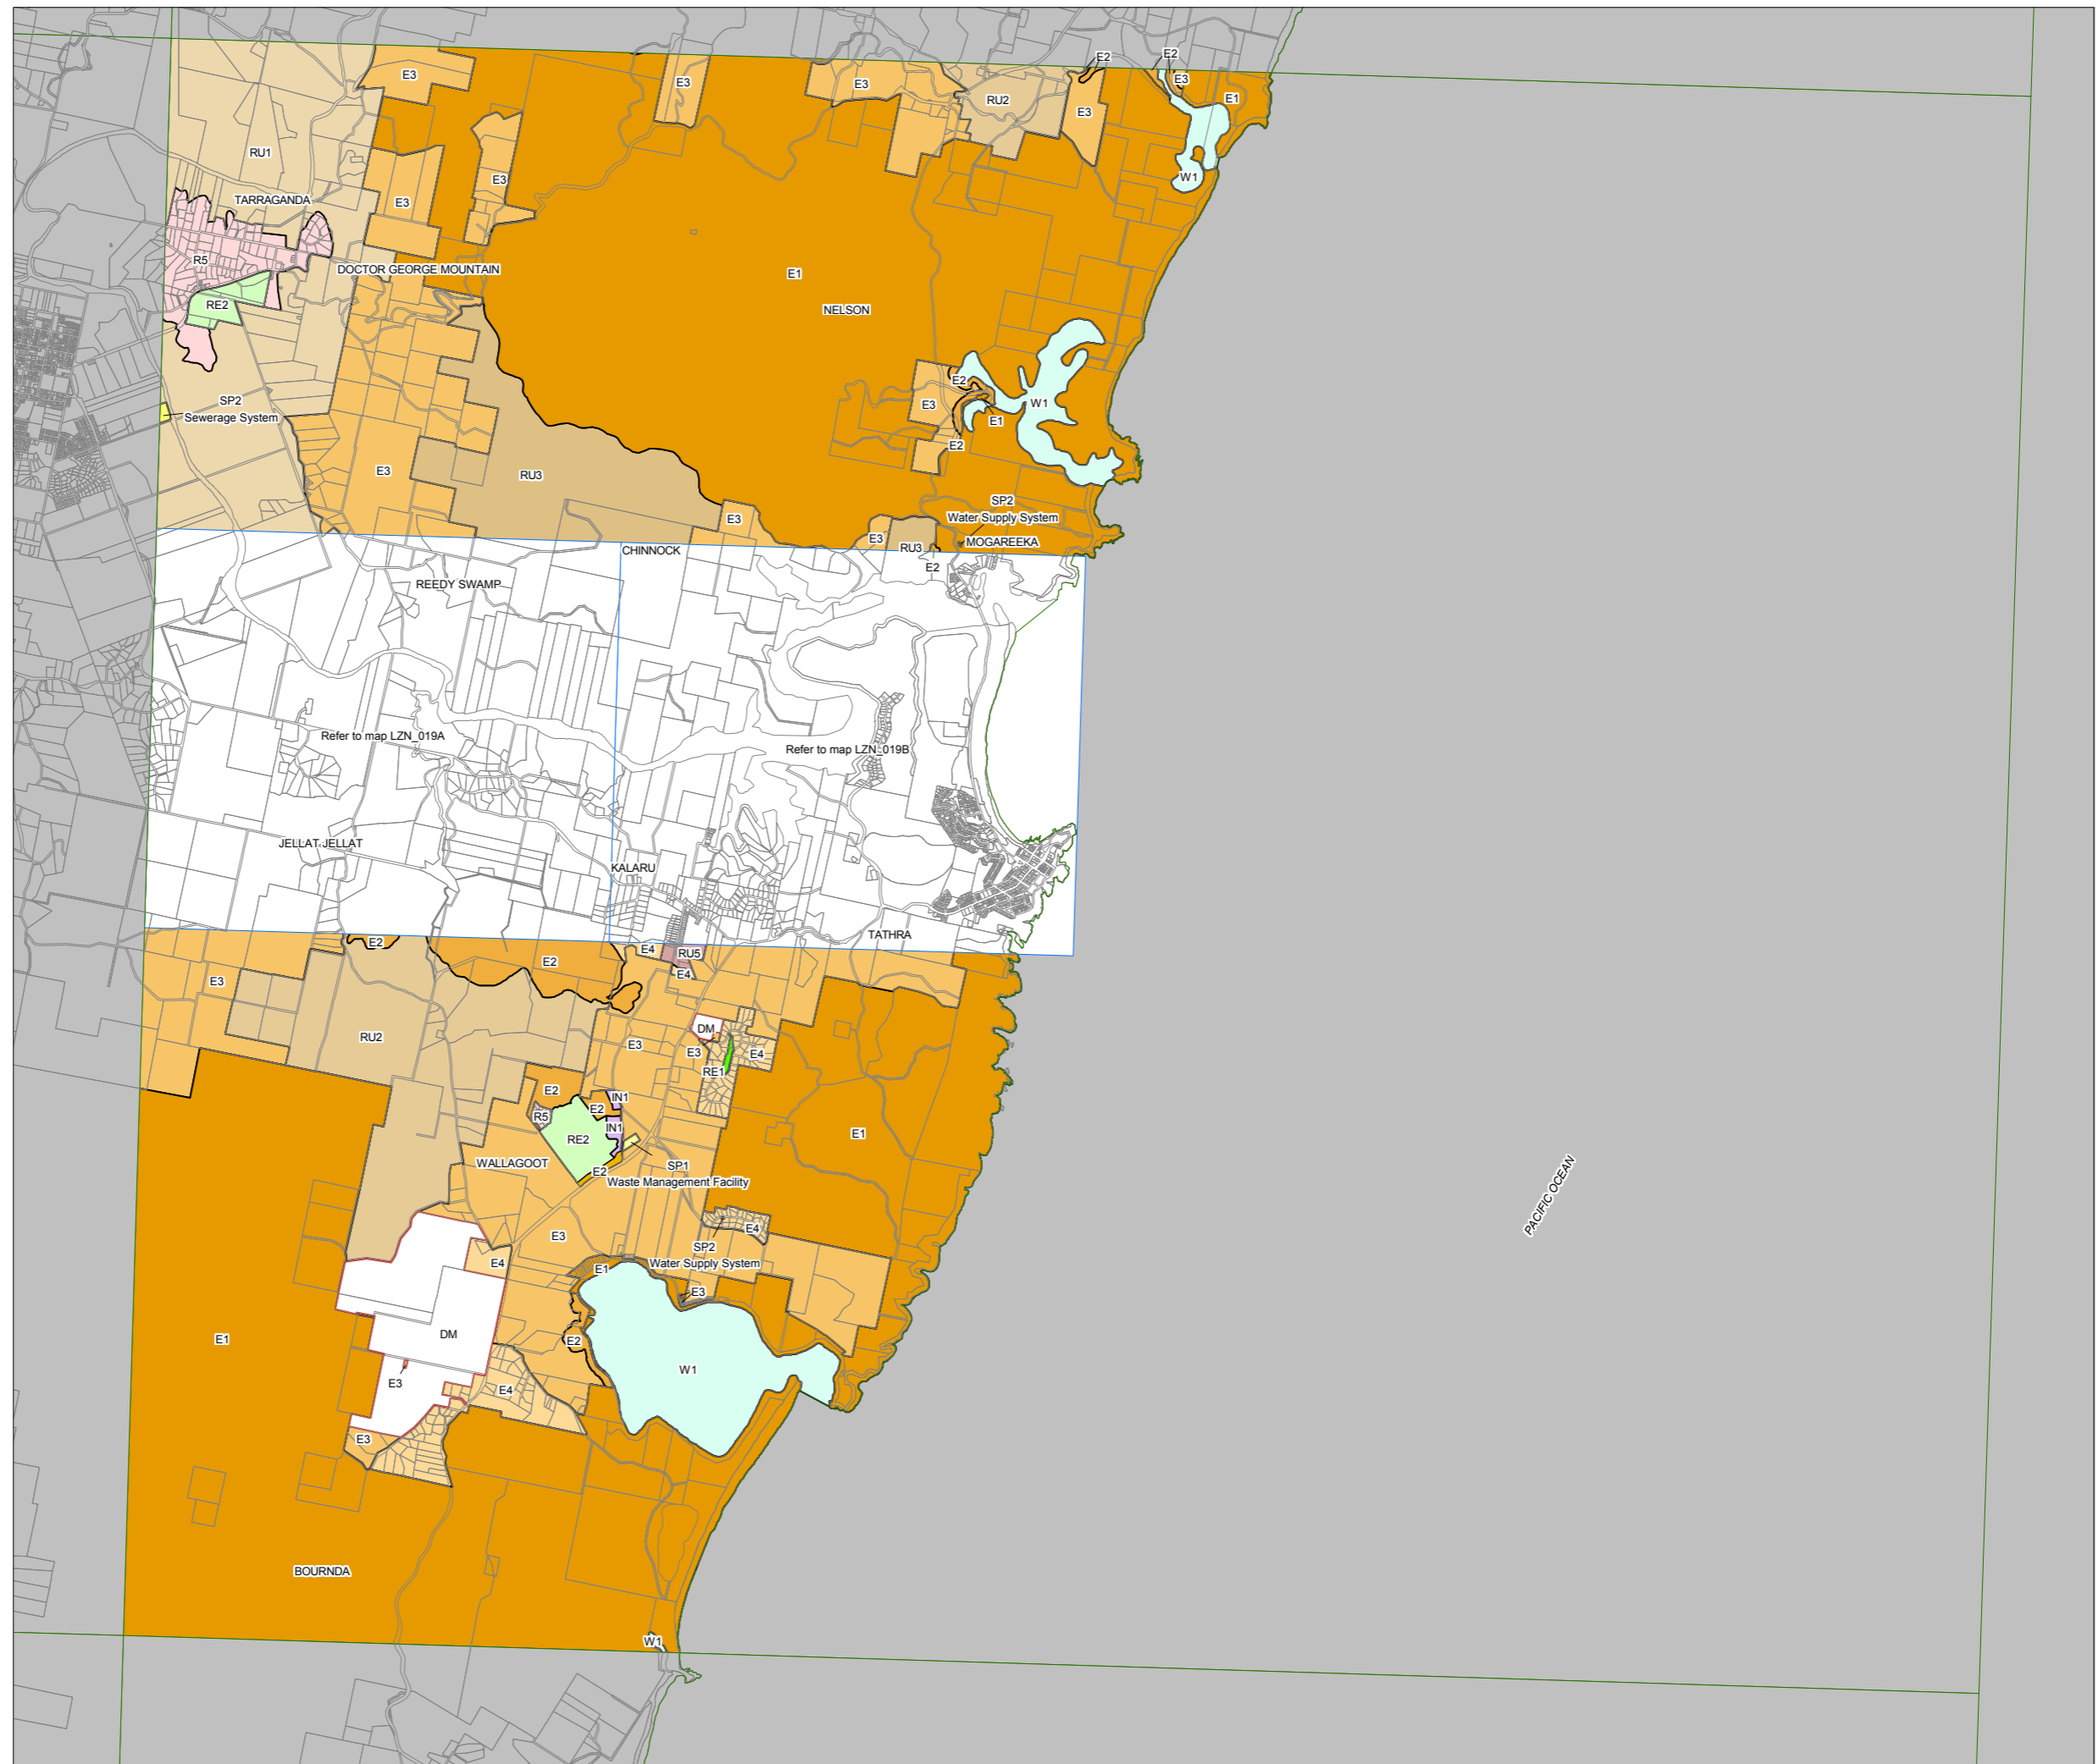 E2
E2
E3
E3
E3
E3
E1
RU2
E3
RU1
W1
E3
TARRAGANDA
E3
R5
DOCTOR GEORGE MOUNTAIN
E1
RE2
NELSON
E2
SP2
Sewerage System
E3
W1
E1
E2
E3
RU3
SP2
Water Supply System
E3
E3
RU3
MOGAREEKA
CHINNOCK
E2
REEDY SWAMP
Refer to map LZN_019A
Refer to map LZN_019B
JELLAT JELLAT
KALARU
TATHRA
E2
E4
RU5
E2
E4
E3
DM
RU2
E3
E3
E4
RE1
E2
IN1
R5
E2
IN1
RE2
E1
WALLAGOOT
SP1
E2
Waste Management Facility
PACIFIC OCEAN
E4
E3
SP2
Water Supply System
E4
E1
E3
DM
E1
E2
W1
E3
E4
E3
BOURNDA
W1